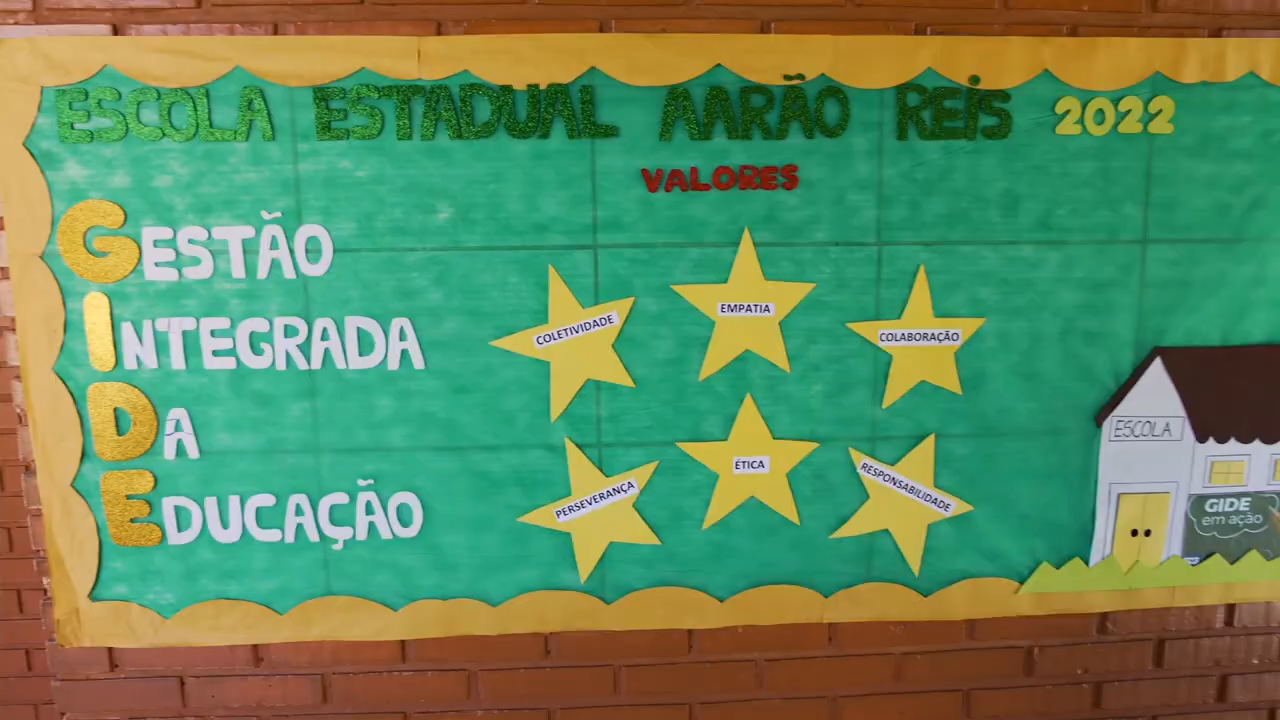 ESCOLA ESTADUAL AARÃO REIS 2022
VALORES
GESTÃO
INTEGRADA
DA
EDUCAÇÃO
COLETIVIDADE
EMPATIA
COLABORAÇÃO
PERSEVERANÇA
ÉTICA
RESPONSABILIDADE
ESCOLA
GIDE
em ação